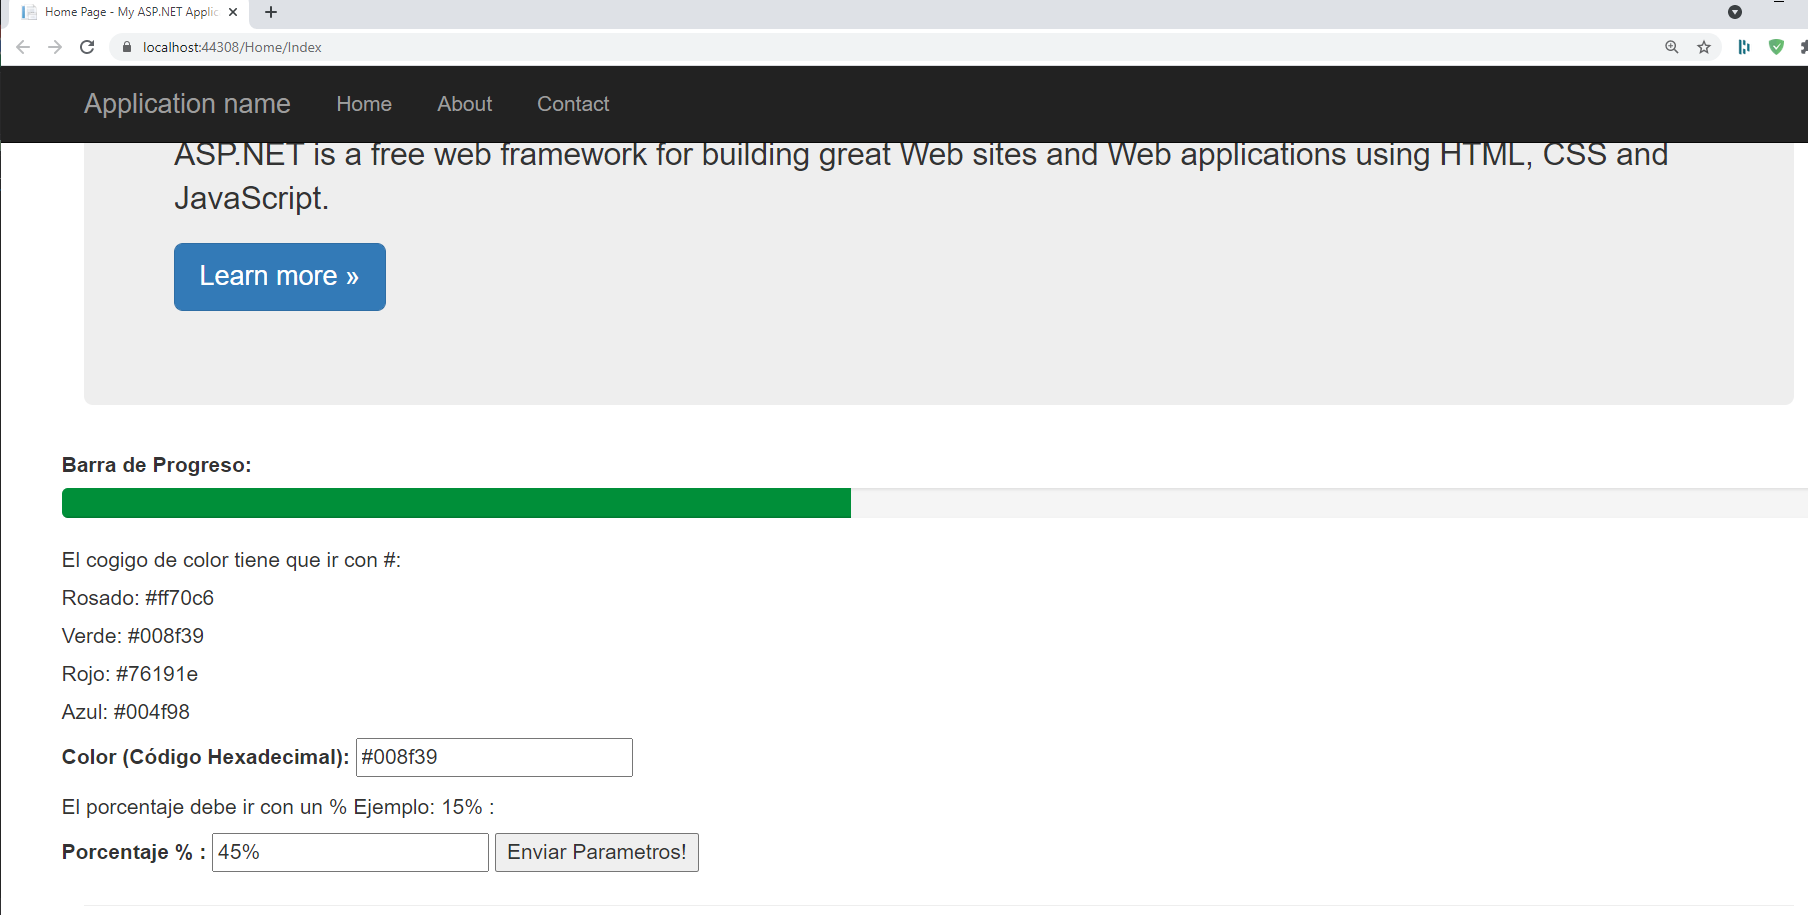 Home Page - My ASP.NET Applic
localhost:44308/Home/Index
Application name Home About Contact
ASP.NET is a free web framework for building great Web sites and Web applications using HTML, CSS and
JavaScript.
Learn more »
Barra de Progreso:
El cogigo de color tiene que ir con #:
Rosado: #ff70c6
Verde: #008f39
Rojo: #76191e
Azul: #004f98
Color (Código Hexadecimal): #008f39
El porcentaje debe ir con un % Ejemplo: 15% :
Porcentaje % : 45% Enviar Parametros!